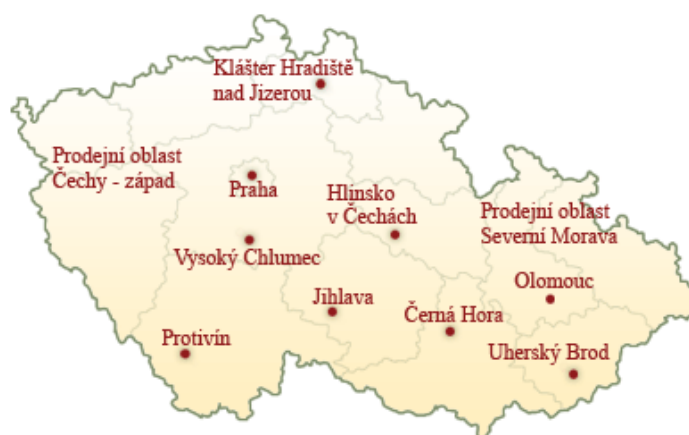 Klášter Hradiště
nad Jizerou
Prodejní oblast
Čechy - západ
Praha
Hlinsko
v Čechách
Prodejní oblast
Severní Morava
Vysoký Chlumec
Olomouc
Jihlava
Černá Hora
Protivín
Uherský Brod